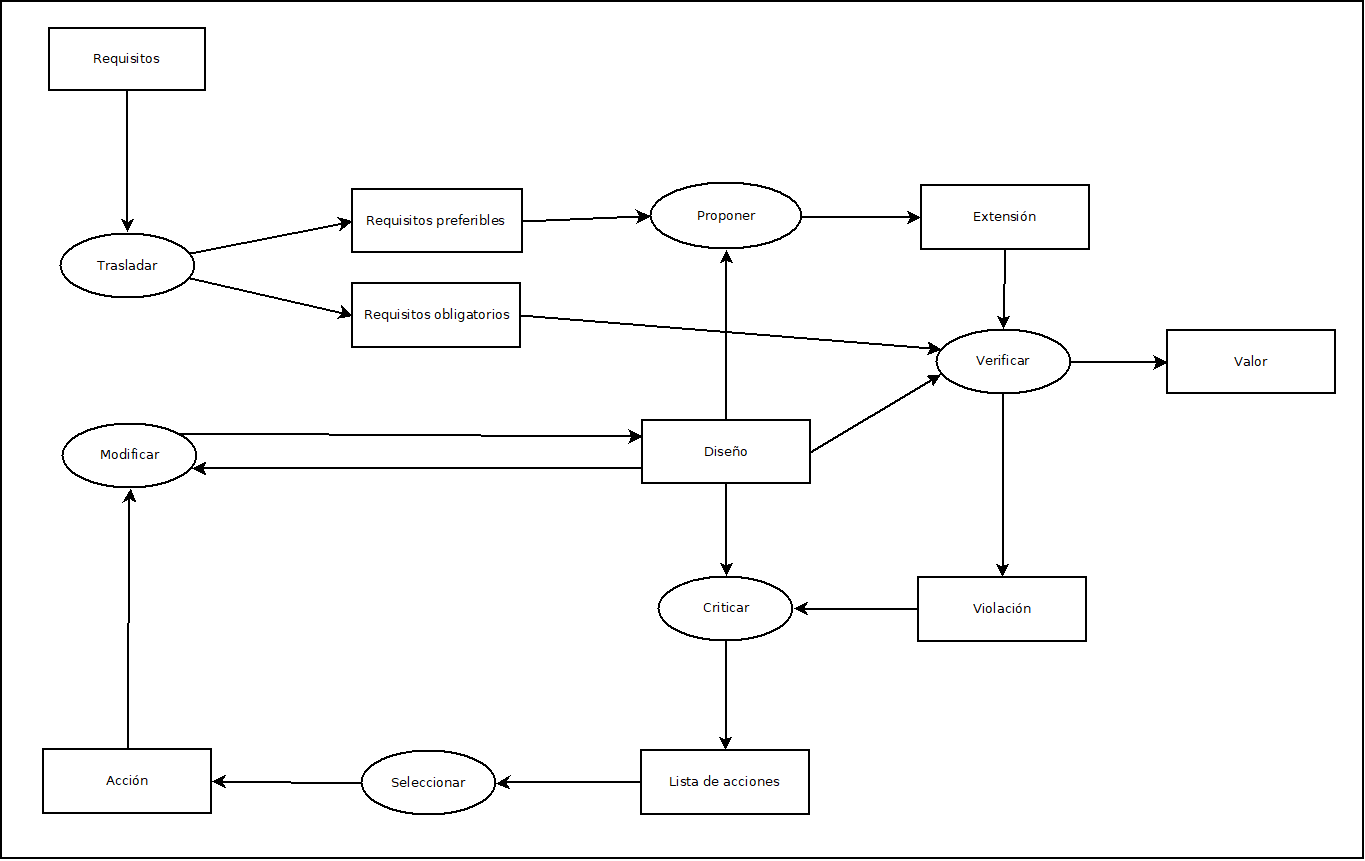 Requisitos
Requisitos preferibles
Proponer
Extensión
Trasladar
Requisitos obligatorios
Verificar
Valor
Modificar
Diseño
Criticar
Violación
Acción
Seleccionar
Lista de acciones